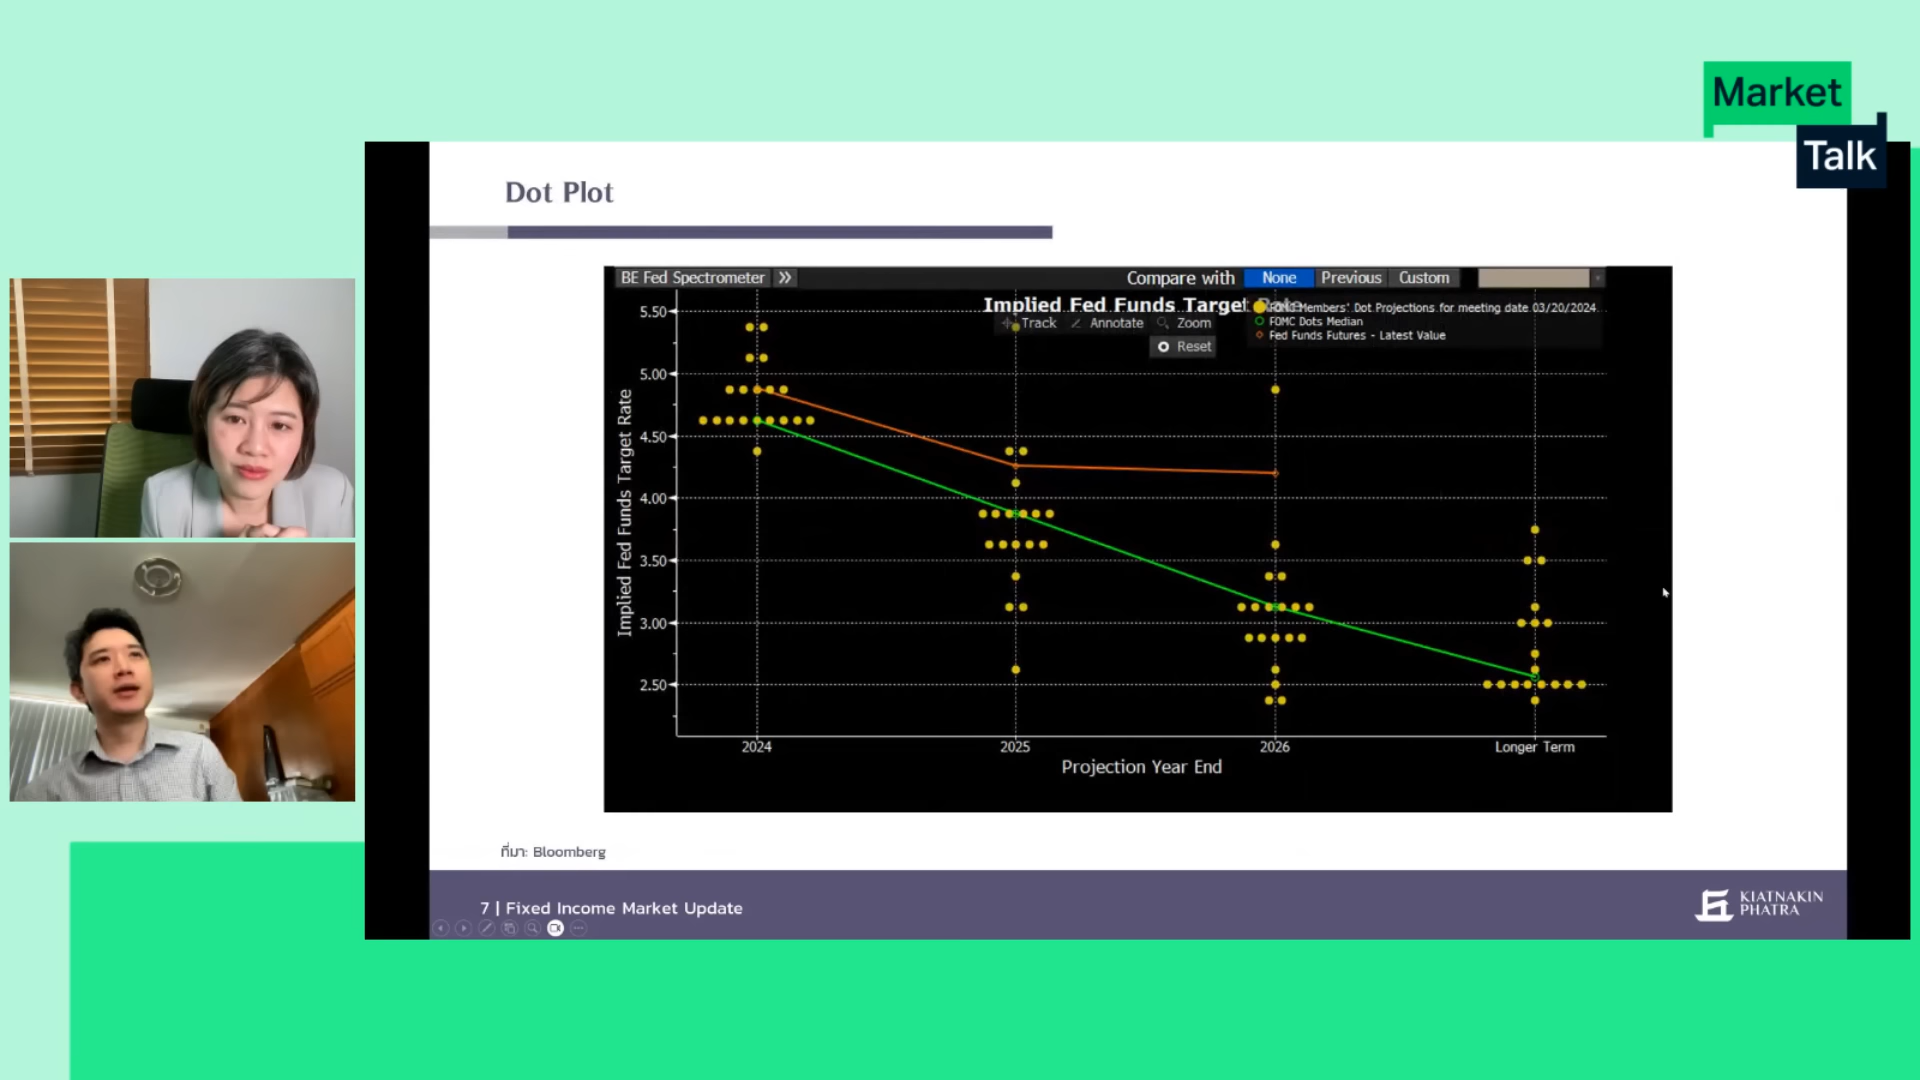 Market
Talk
Dot Plot
BE Fed Spectrometer
Compare with None Previous Custom
Implied Fed Funds Target Rate
FOMC Members' Dot Projections for meeting date 03/20/2024
FOMC Dots Median
Fed Funds Futures - Latest Value
Track Annotate Zoom
Reset
Implied Fed Funds Target Rate
5.50
5.00
4.50
4.00
3.50
3.00
2.50
2024 2025 2026 Longer Term
Projection Year End
ที่มา: Bloomberg
7 | Fixed Income Market Update
KIATNAKIN
PHATRA